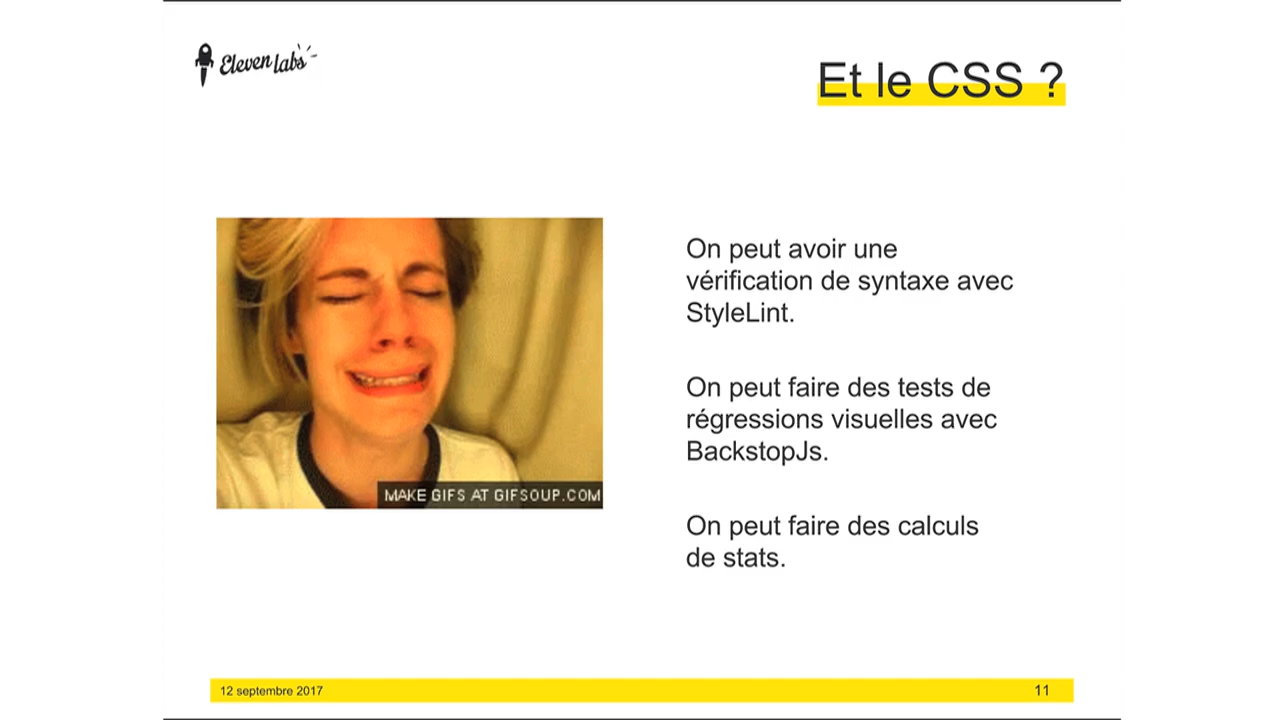 Eleven labs
Et le CSS ?
On peut avoir une
vérification de syntaxe avec
StyleLint.
On peut faire des tests de
régressions visuelles avec
BackstopJs.
On peut faire des calculs
de stats.
MAKE GIFS AT GIFSOUP.COM
12 septembre 2017
11